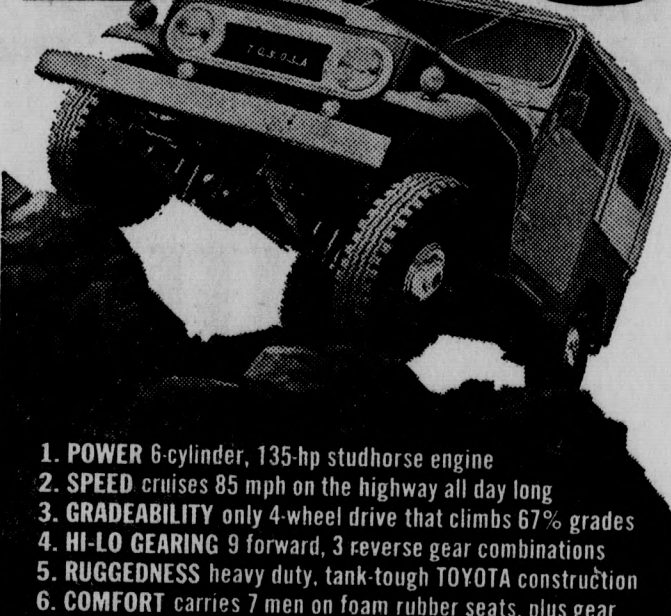 TOYOTA
1. POWER 6-cylinder, 135-hp studhorse engine
2. SPEED cruises 85 mph on the highway all day long
3. GRADEABILITY only 4-wheel drive that climbs 67% grades
4. HI-LO GEARING 9 forward, 3 reverse gear combinations
5. RUGGEDNESS heavy duty, tank-tough TOYOTA construction
6. COMFORT carries 7 men on foam rubber seats, plus gear